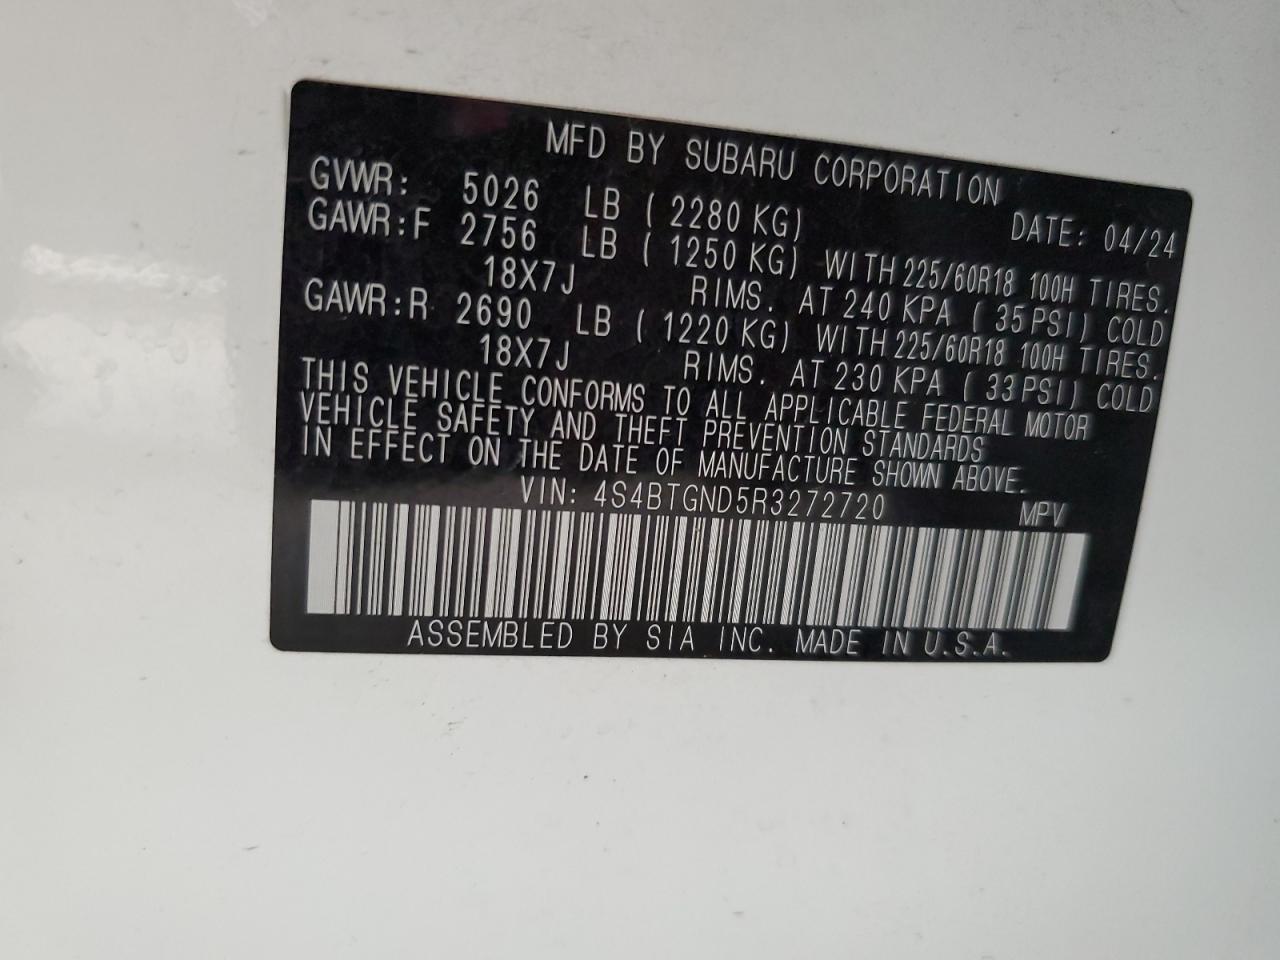 MFD BY SUBARU CORPORATION
GVWR: 5026 LB ( 2280 KG) DATE: 04/24
GAWR:F 2756 LB ( 1250 KG) WITH 225/60R18 100H TIRES.
18X7J RIMS. AT 240 KPA ( 35 PSI) COLD
GAWR:R 2690 LB ( 1220 KG) WITH 225/60R18 100H TIRES.
18X7J RIMS. AT 230 KPA ( 33 PSI) COLD
THIS VEHICLE CONFORMS TO ALL APPLICABLE FEDERAL MOTOR
VEHICLE SAFETY AND THEFT PREVENTION STANDARDS
IN EFFECT ON THE DATE OF MANUFACTURE SHOWN ABOVE.
VIN: 4S4BTGND5R3272720 MPV
ASSEMBLED BY SIA INC. MADE IN U.S.A.